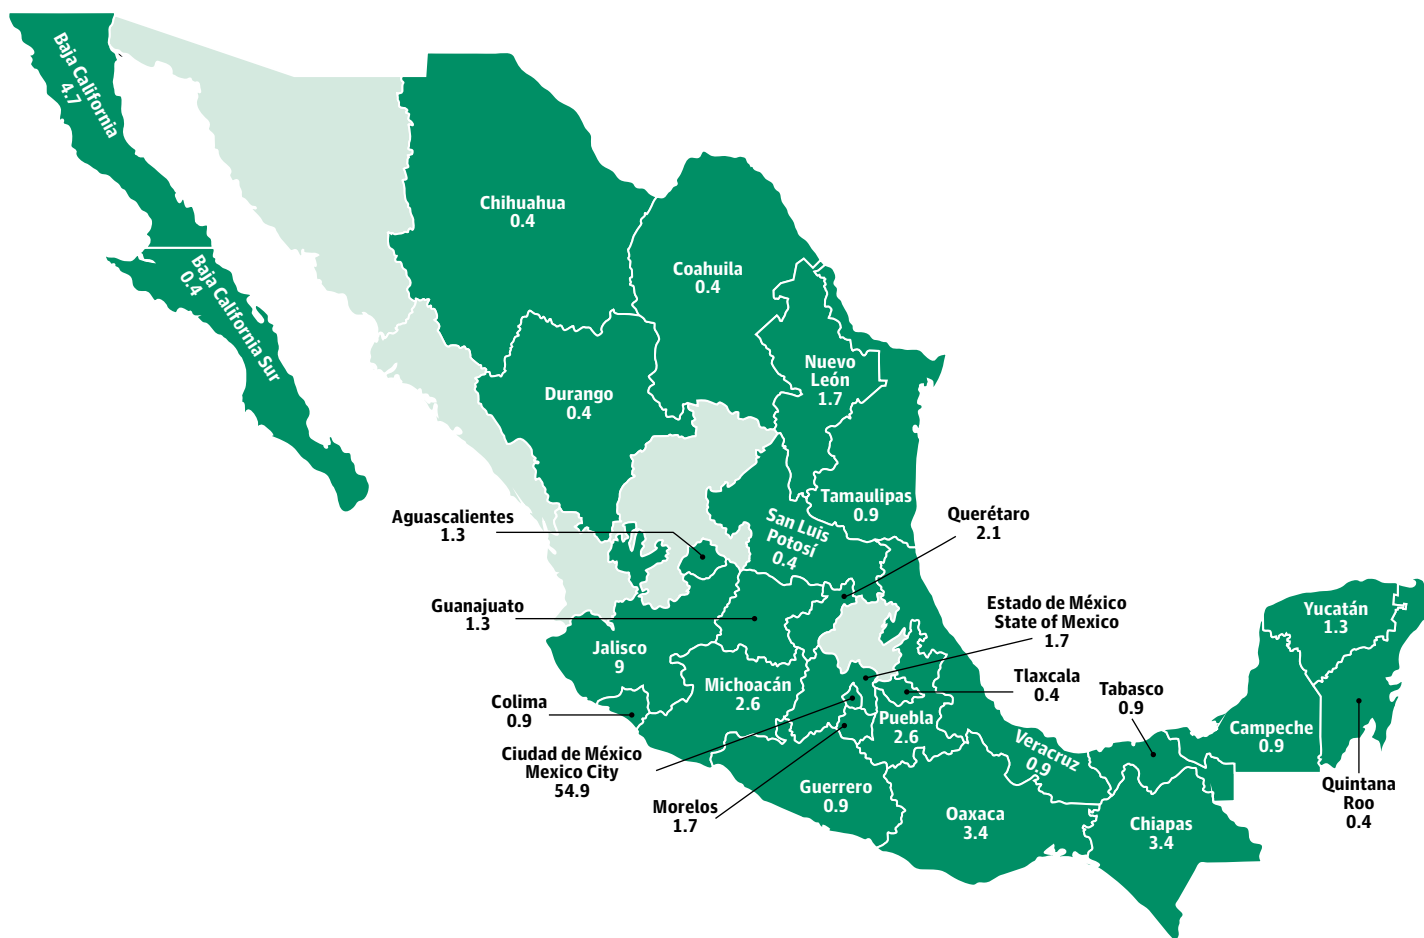 Baja California
4.7
Baja California Sur
0.4
Chihuahua
0.4
Coahuila
0.4
Nuevo
León
1.7
Durango
0.4
Tamaulipas
0.9
San Luis
Potosí
0.4
Aguascalientes
1.3
Querétaro
2.1
Guanajuato
1.3
Estado de México
State of Mexico
1.7
Jalisco
9
Michoacán
2.6
Tlaxcala
0.4
Tabasco
0.9
Yucatán
1.3
Colima
0.9
Puebla
2.6
Veracruz
0.9
Campeche
0.9
Ciudad de México
Mexico City
54.9
Morelos
1.7
Guerrero
0.9
Oaxaca
3.4
Chiapas
3.4
Quintana
Roo
0.4